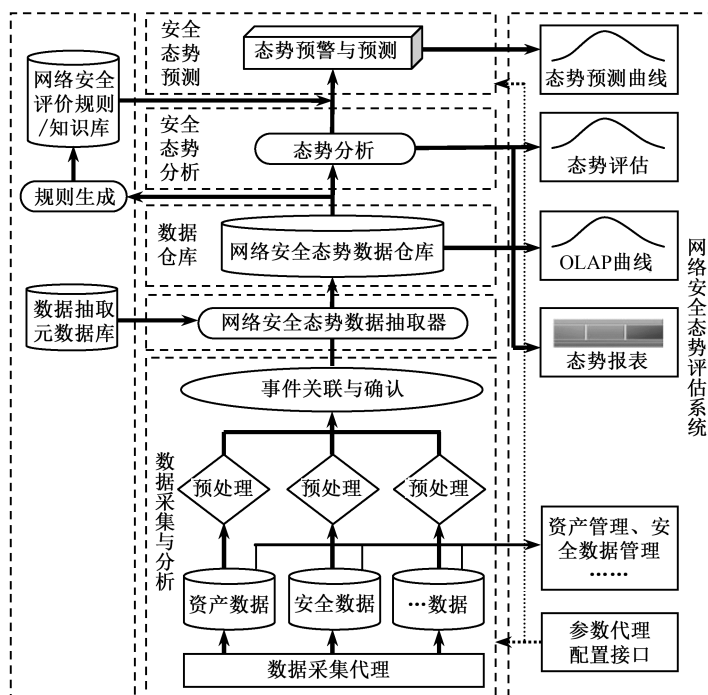 安全
态势
预测
态势预警与预测
态势预测曲线
网络安全
评价规则
/知识库
安全
态势
分析
态势分析
态势评估
规则生成
数据
仓库
网络安全态势数据仓库
OLAP曲线
数据抽取
元数据库
网络安全态势数据抽取器
态势报表
网络安全态势评估系统
事件关联与确认
数据采集与分析
预处理
预处理
预处理
资产管理、安
全数据管理
……
资产数据
安全数据
…数据
参数代理
配置接口
数据采集代理